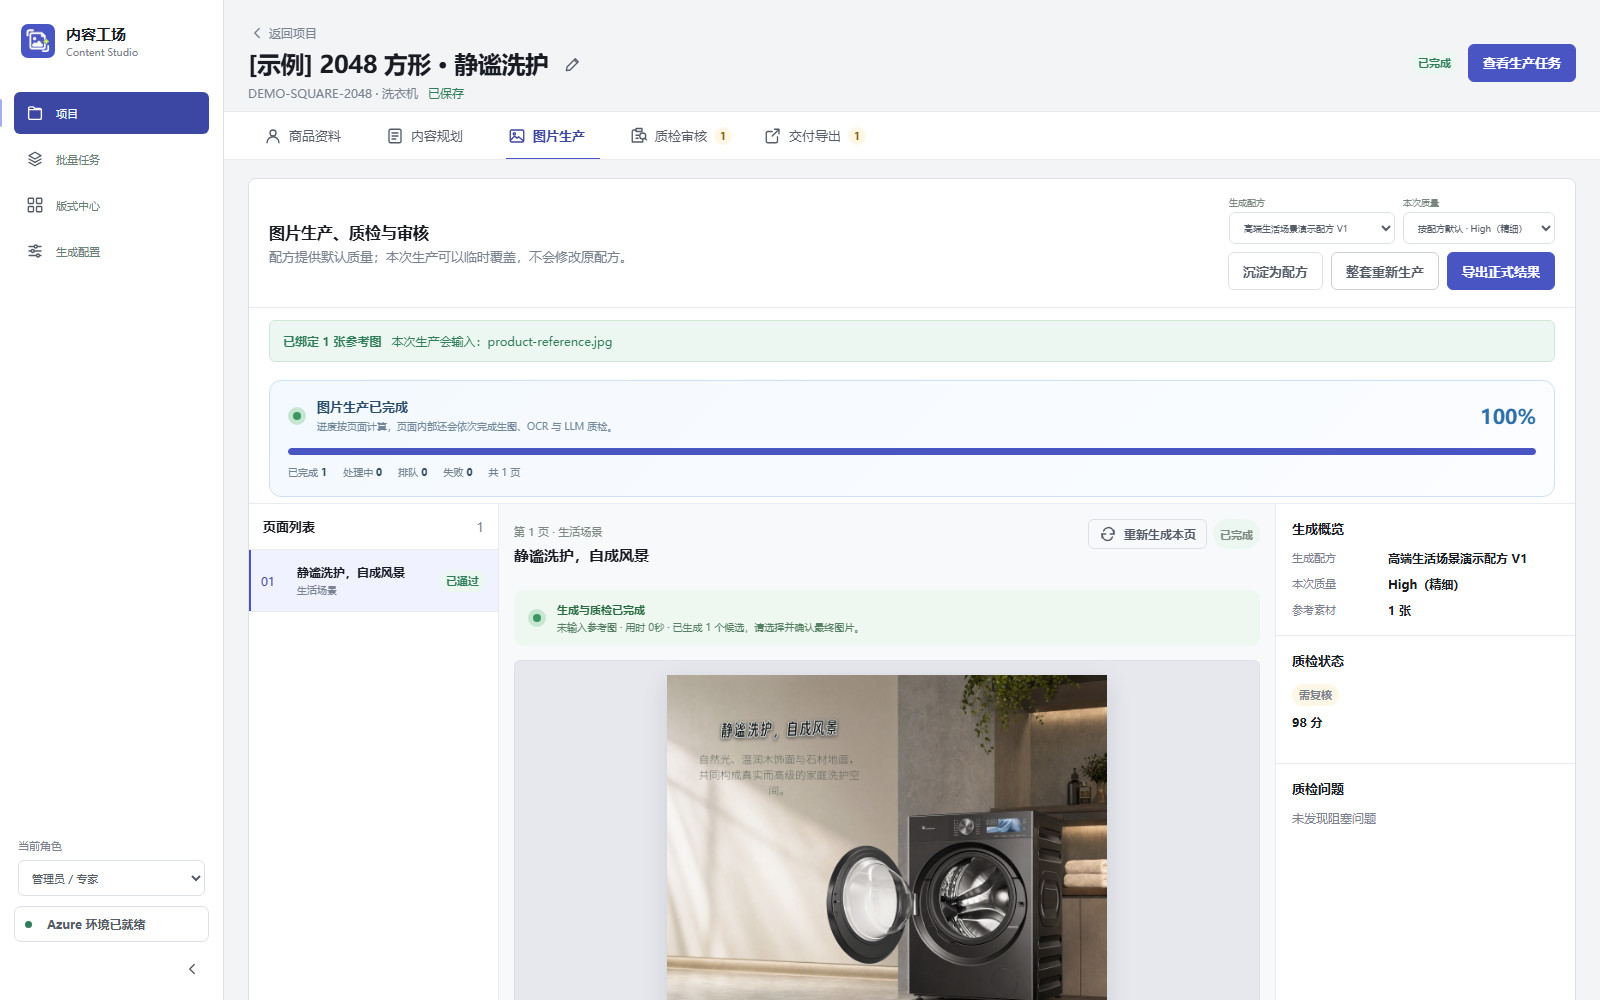 内容工场
Content Studio
项目
批量任务
版式中心
生成配置
当前角色
管理员 / 专家
Azure 环境已就绪
返回项目
[示例] 2048 方形 • 静谧洗护
DEMO-SQUARE-2048 · 洗衣机 已保存
已完成
查看生产任务
商品资料
内容规划
图片生产
质检审核 1
交付导出 1
图片生产、质检与审核
配方提供默认质量；本次生产可以临时覆盖，不会修改原配方。
生成配方
高端生活场景演示配方 V1
本次质量
按配方默认 · High（精细）
沉淀为配方
整套重新生产
导出正式结果
已绑定 1 张参考图 本次生产会输入：product-reference.jpg
图片生产已完成
进度按页面计算，页面内部还会依次完成生图、OCR 与 LLM 质检。
100%
已完成 1 处理中 0 排队 0 失败 0 共 1 页
页面列表 1
01
静谧洗护，自成风景
生活场景
已通过
第 1 页 · 生活场景
静谧洗护，自成风景
重新生成本页
已完成
生成与质检已完成
未输入参考图 · 用时 0秒 · 已生成 1 个候选，请选择并确认最终图片。
静谧洗护，自成风景
自然光、温润木饰面与石材地面，
共同构成真实而高级的家庭洗护空
间。
生成概览
生成配方 高端生活场景演示配方 V1
本次质量 High（精细）
参考素材 1 张
质检状态
需复核
98 分
质检问题
未发现阻塞问题